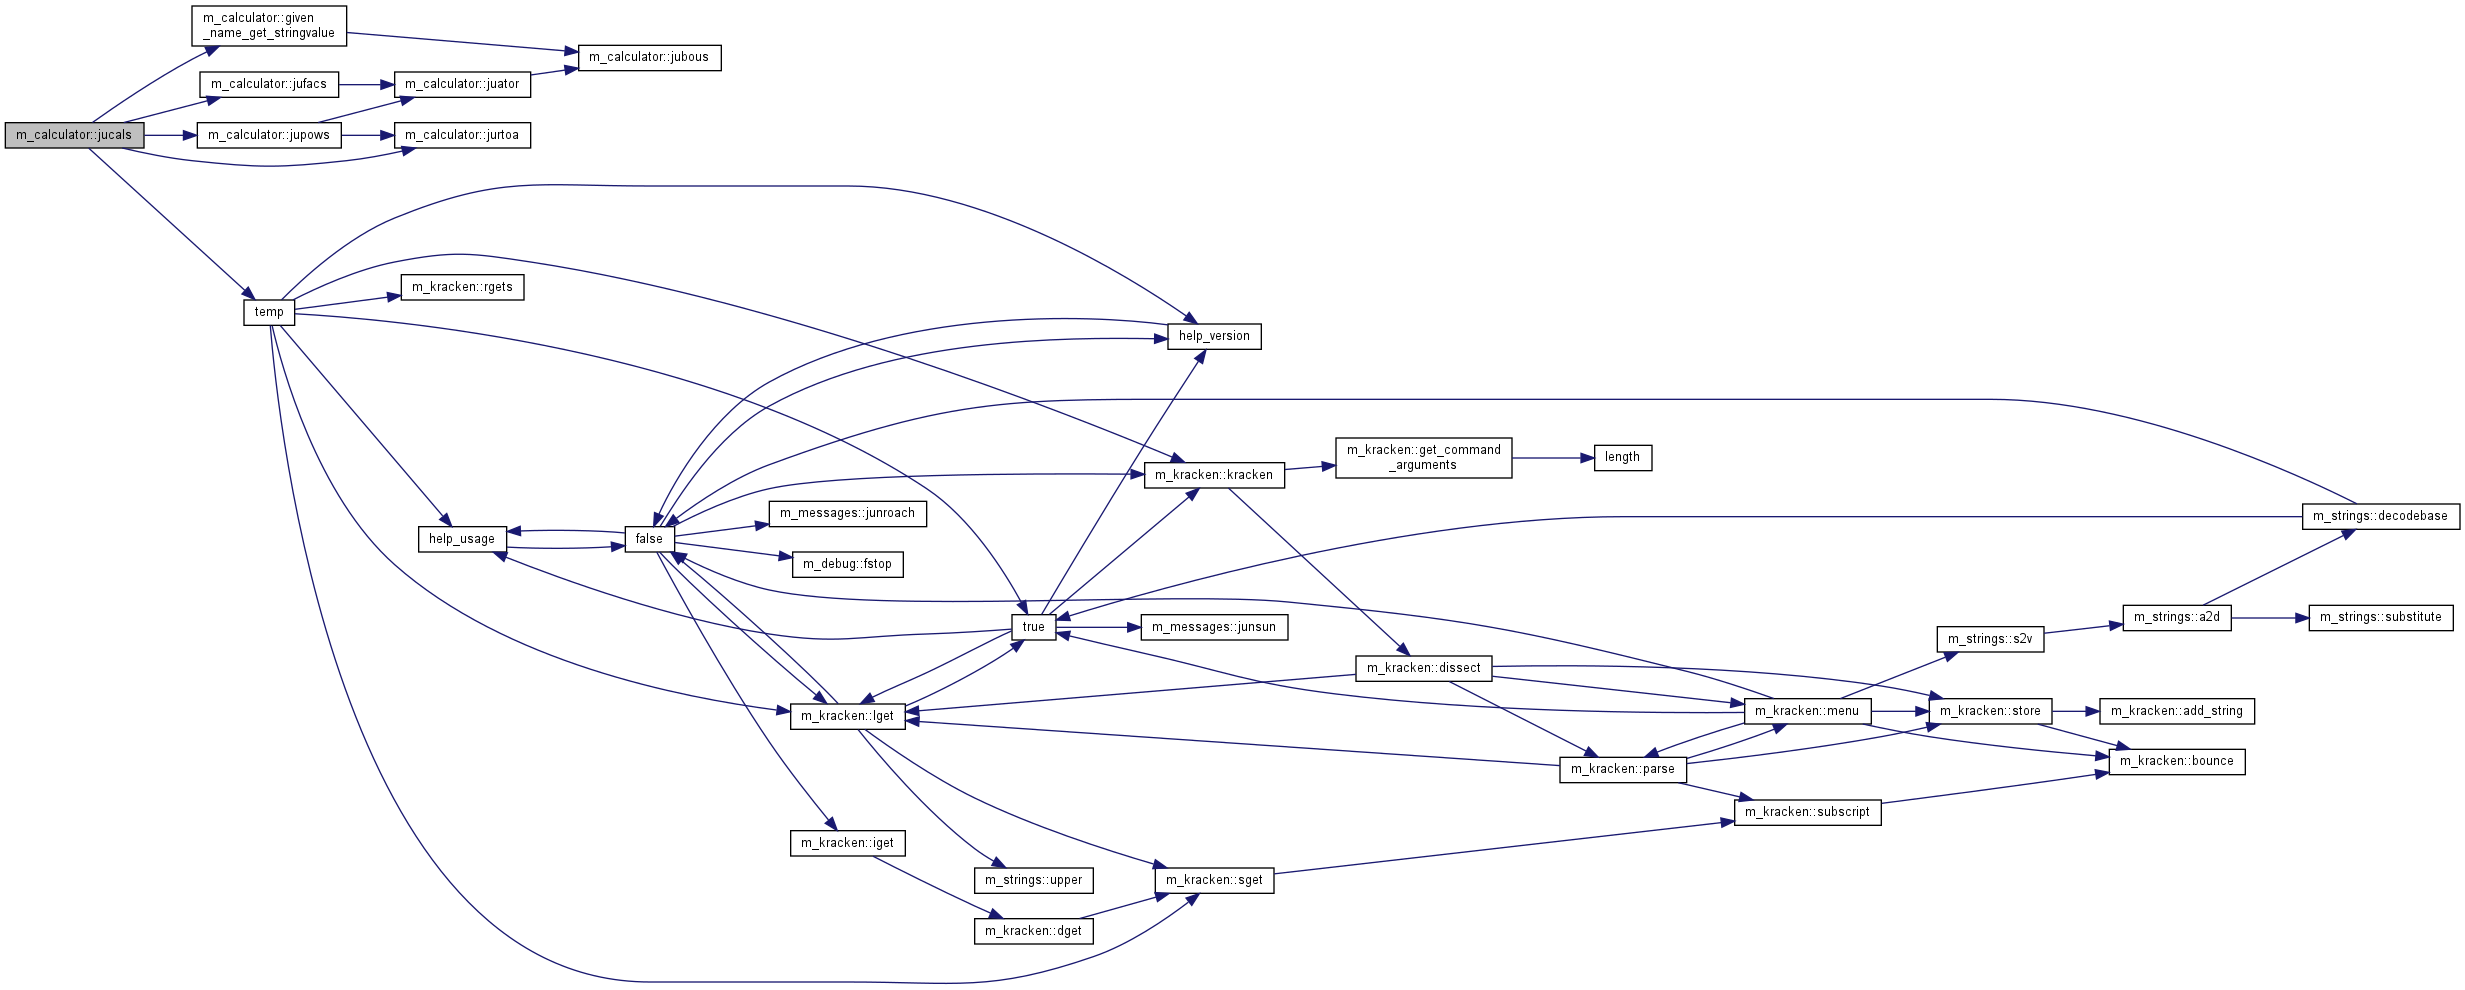 m_calculator::given
_name_get_stringvalue
m_calculator::jubous
m_calculator::jufacs
m_calculator::juator
m_calculator::jucals
m_calculator::jupows
m_calculator::jurtoa
m_kracken::rgets
temp
help_version
m_kracken::get_command
_arguments
length
m_kracken::kracken
m_messages::junroach
m_strings::decodebase
help_usage
false
m_debug::fstop
true
m_messages::junsun
m_strings::a2d
m_strings::substitute
m_strings::s2v
m_kracken::dissect
m_kracken::lget
m_kracken::menu
m_kracken::store
m_kracken::add_string
m_kracken::parse
m_kracken::bounce
m_kracken::subscript
m_kracken::iget
m_strings::upper
m_kracken::sget
m_kracken::dget